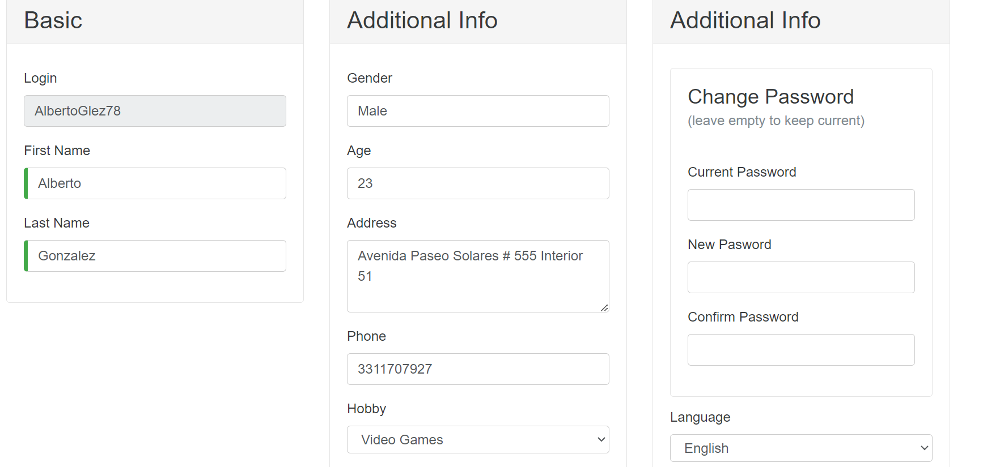 Basic
Login
AlbertoGlez78
First Name
Alberto
Last Name
Gonzalez
Additional Info
Gender
Male
Age
23
Address
Avenida Paseo Solares # 555 Interior
51
Phone
3311707927
Hobby
Video Games
Additional Info
Change Password
(leave empty to keep current)
Current Password
New Pasword
Confirm Password
Language
English